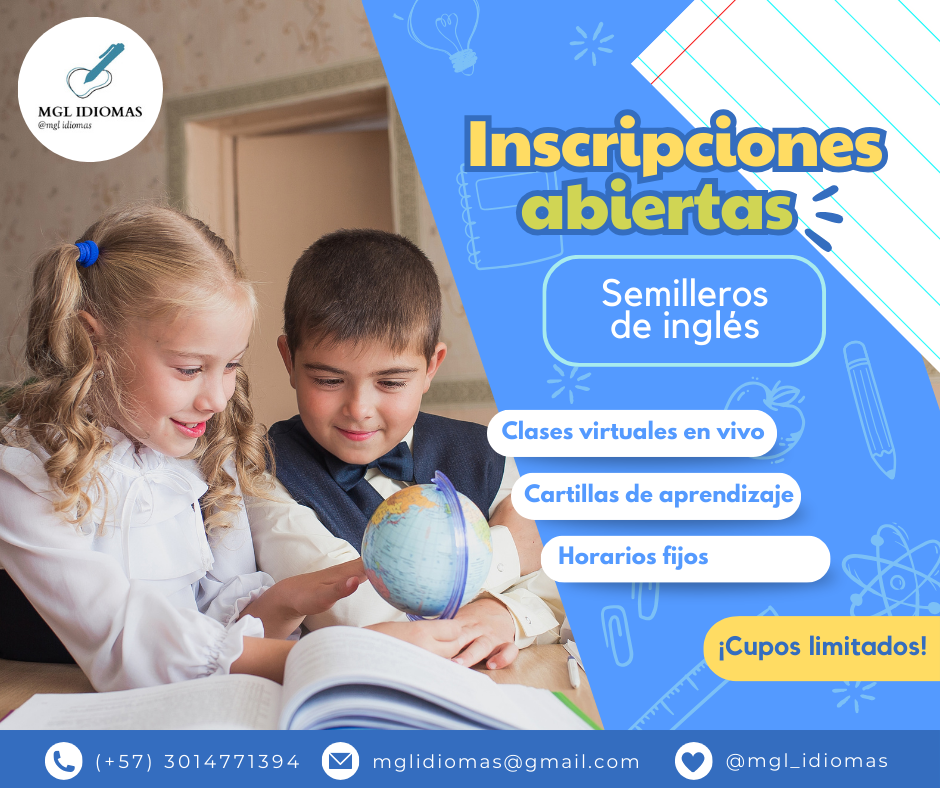 MGL IDIOMAS
@mgl idiomas
Inscripciones
abiertas
Semilleros
de inglés
Clases virtuales en vivo
Cartillas de aprendizaje
Horarios fijos
¡Cupos limitados!
(+57) 3014771394
mglidiomas@gmail.com
@mgl_idiomas